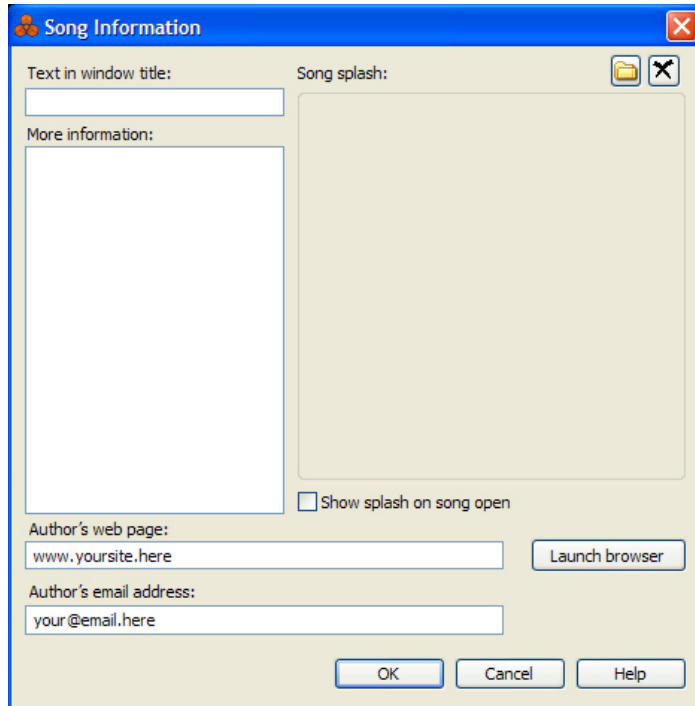 Song Information
Text in window title:
Song splash:
More information:
Show splash on song open
Author's web page:
www.yoursite.here
Launch browser
Author's email address:
your@email.here
OK
Cancel
Help